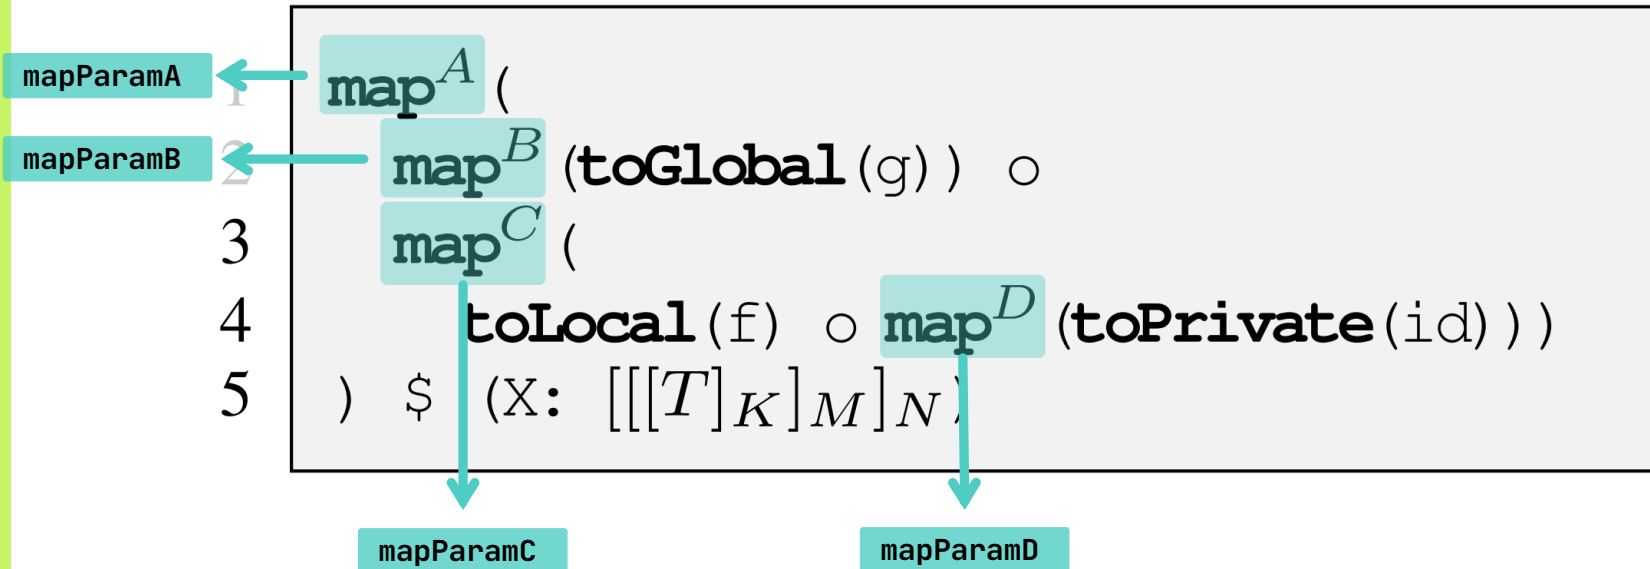 mapParamA 1 map^A (
mapParamB 2 map^B (toGlobal(g)) o
3 map^C (
4 toLocal(f) o map^D (toPrivate(id)))
5 ) $ (X: [[[T]_K]_M]_N)
mapParamC mapParamD